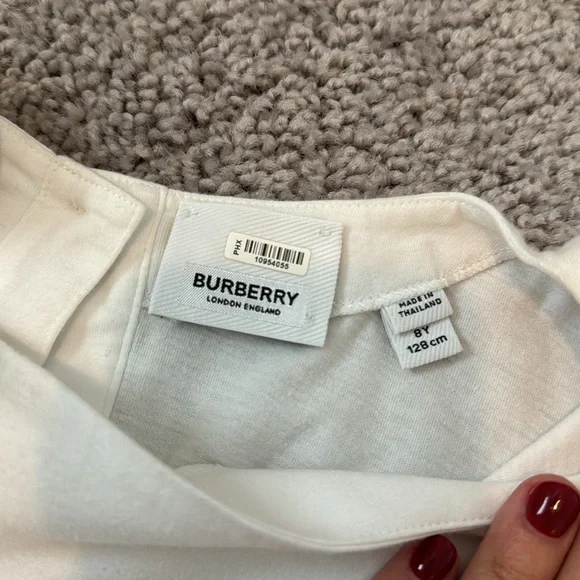 PHX
10954055
BURBERRY
LONDON ENGLAND
MADE IN
THAILAND
8Y
128 cm